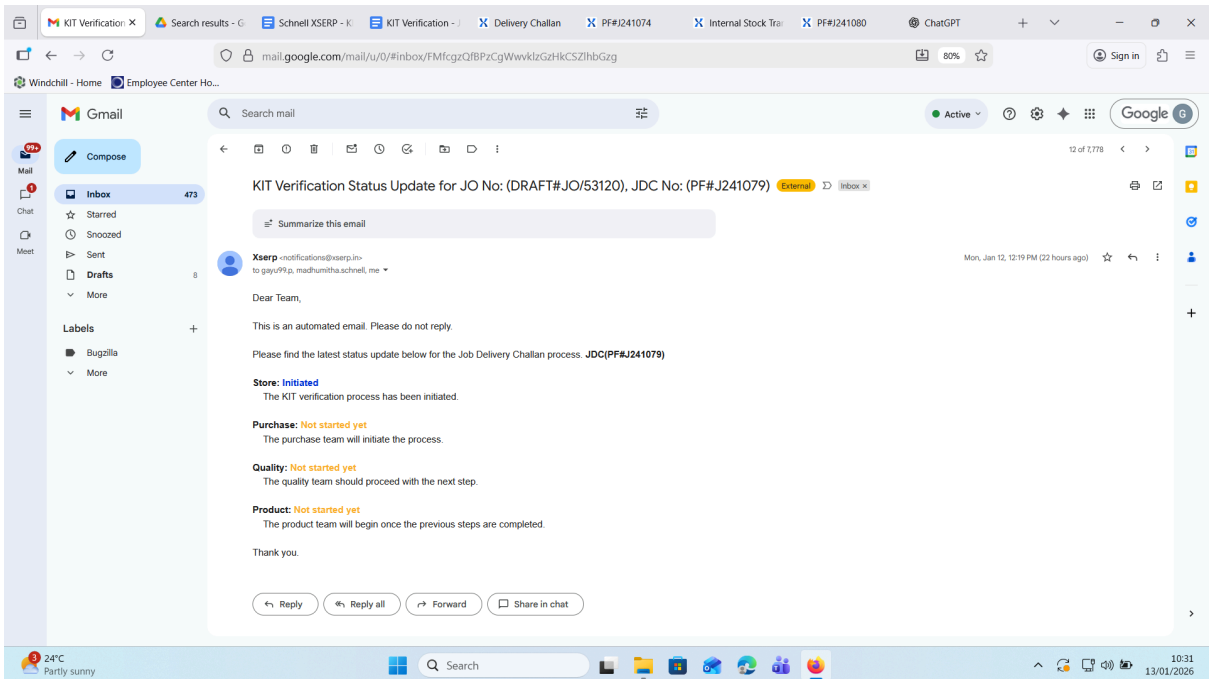 KIT Verification
Search results - G
Schnell XSERP - K
KIT Verification - J
Delivery Challan
PF#J241074
Internal Stock Tra
PF#J241080
ChatGPT
mail.google.com/mail/u/0/#inbox/FMfcgzQfBPzCgWwvklzGzHkCSZlhbGzg
80%
Sign in
Windchill - Home
Employee Center Ho...
Gmail
Search mail
Active
Google
G
99+
Mail
Compose
12 of 7,778
Inbox 473
Chat
Starred
Snoozed
Meet
Sent
Drafts 8
More
Labels
Bugzilla
More
KIT Verification Status Update for JO No: (DRAFT#JO/53120), JDC No: (PF#J241079) External Inbox x
Summarize this email
Xserp <notifications@xserp.in>
Mon, Jan 12, 12:19 PM (22 hours ago)
to gayu99.p, madhumitha.schnell, me
Dear Team,
This is an automated email. Please do not reply.
Please find the latest status update below for the Job Delivery Challan process. JDC(PF#J241079)
Store: Initiated
The KIT verification process has been initiated.
Purchase: Not started yet
The purchase team will initiate the process.
Quality: Not started yet
The quality team should proceed with the next step.
Product: Not started yet
The product team will begin once the previous steps are completed.
Thank you.
Reply
Reply all
Forward
Share in chat
3
24°C
Partly sunny
Search
10:31
13/01/2026